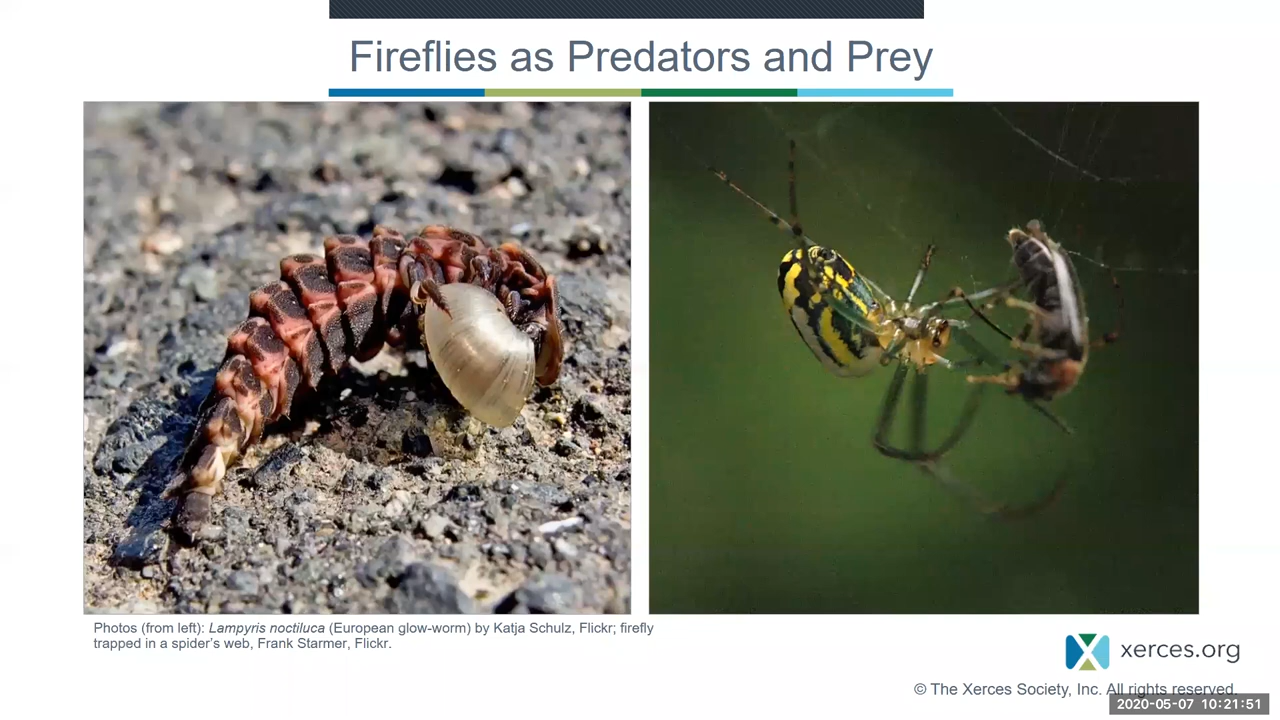 Fireflies as Predators and Prey
Photos (from left): Lampyris noctiluca (European glow-worm) by Katja Schulz, Flickr; firefly
trapped in a spider's web, Frank Starmer, Flickr.
xerces.org
© The Xerces Society, Inc. All rights reserved.
2020-05-07 10:21:51